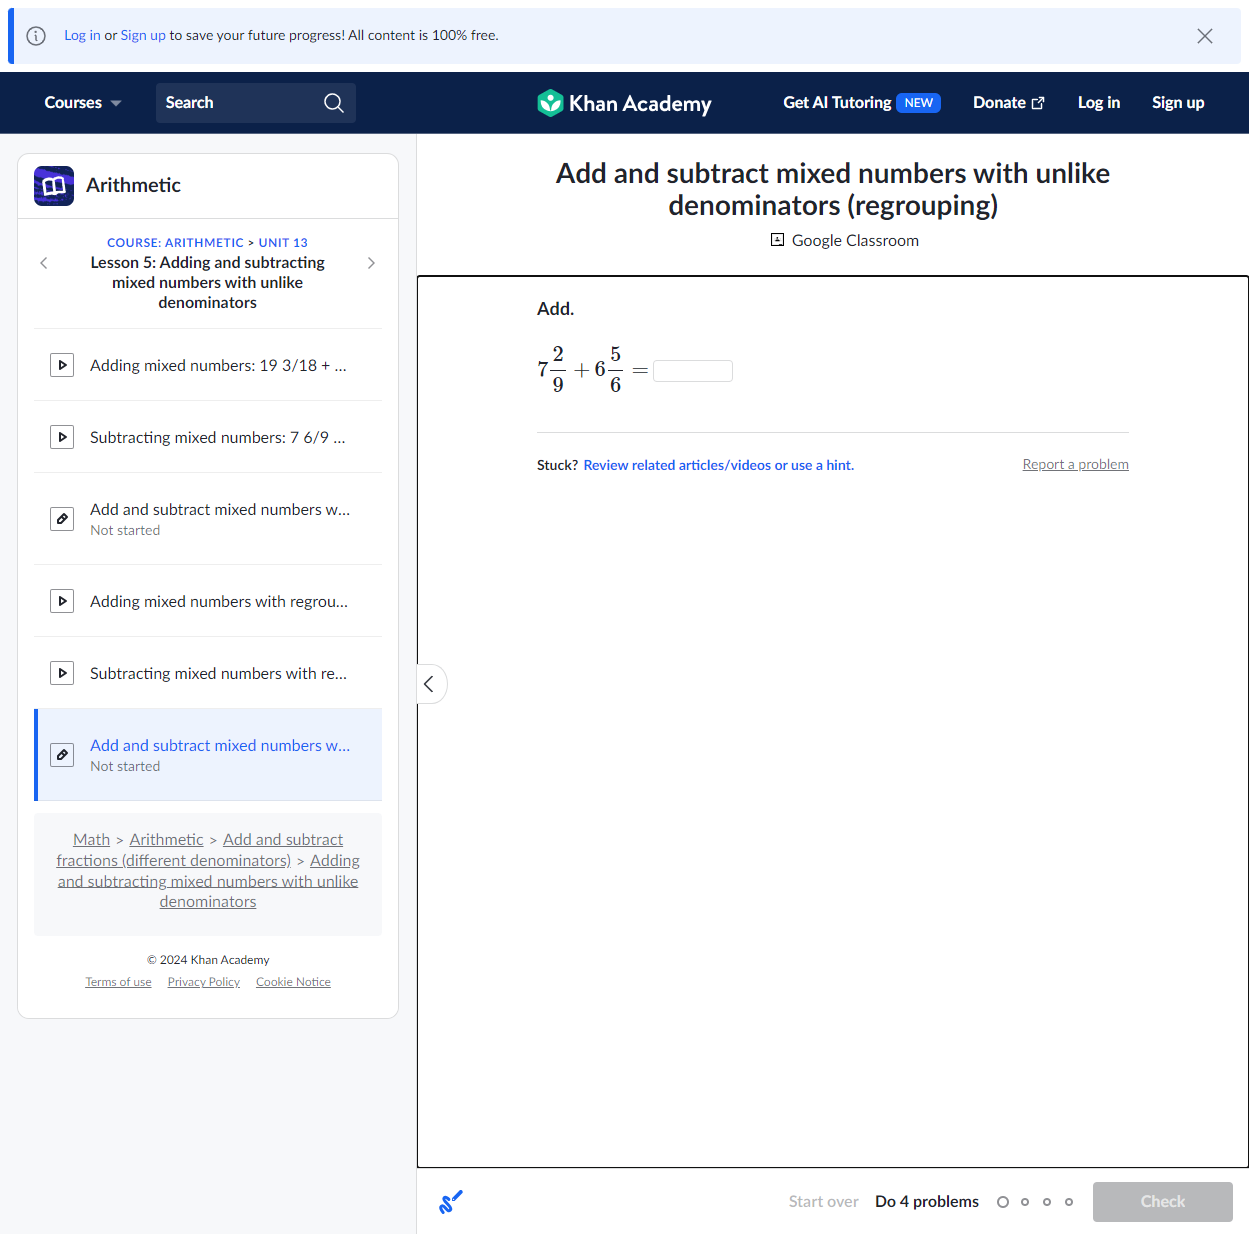 Log in or Sign up to save your future progress! All content is 100% free.
Courses
Search
Khan Academy
Get AI Tutoring NEW
Donate
Log in
Sign up
Arithmetic
COURSE: ARITHMETIC > UNIT 13
Lesson 5: Adding and subtracting
mixed numbers with unlike
denominators
Adding mixed numbers: 19 3/18 + ...
Subtracting mixed numbers: 7 6/9 ...
Add and subtract mixed numbers w...
Not started
Adding mixed numbers with regrou...
Subtracting mixed numbers with re...
Add and subtract mixed numbers w...
Not started
Math > Arithmetic > Add and subtract
fractions (different denominators) > Adding
and subtracting mixed numbers with unlike
denominators
© 2024 Khan Academy
Terms of use Privacy Policy Cookie Notice
Add and subtract mixed numbers with unlike
denominators (regrouping)
Google Classroom
Add.
7 2/9 + 6 5/6 =
Stuck? Review related articles/videos or use a hint.
Report a problem
Start over
Do 4 problems
Check